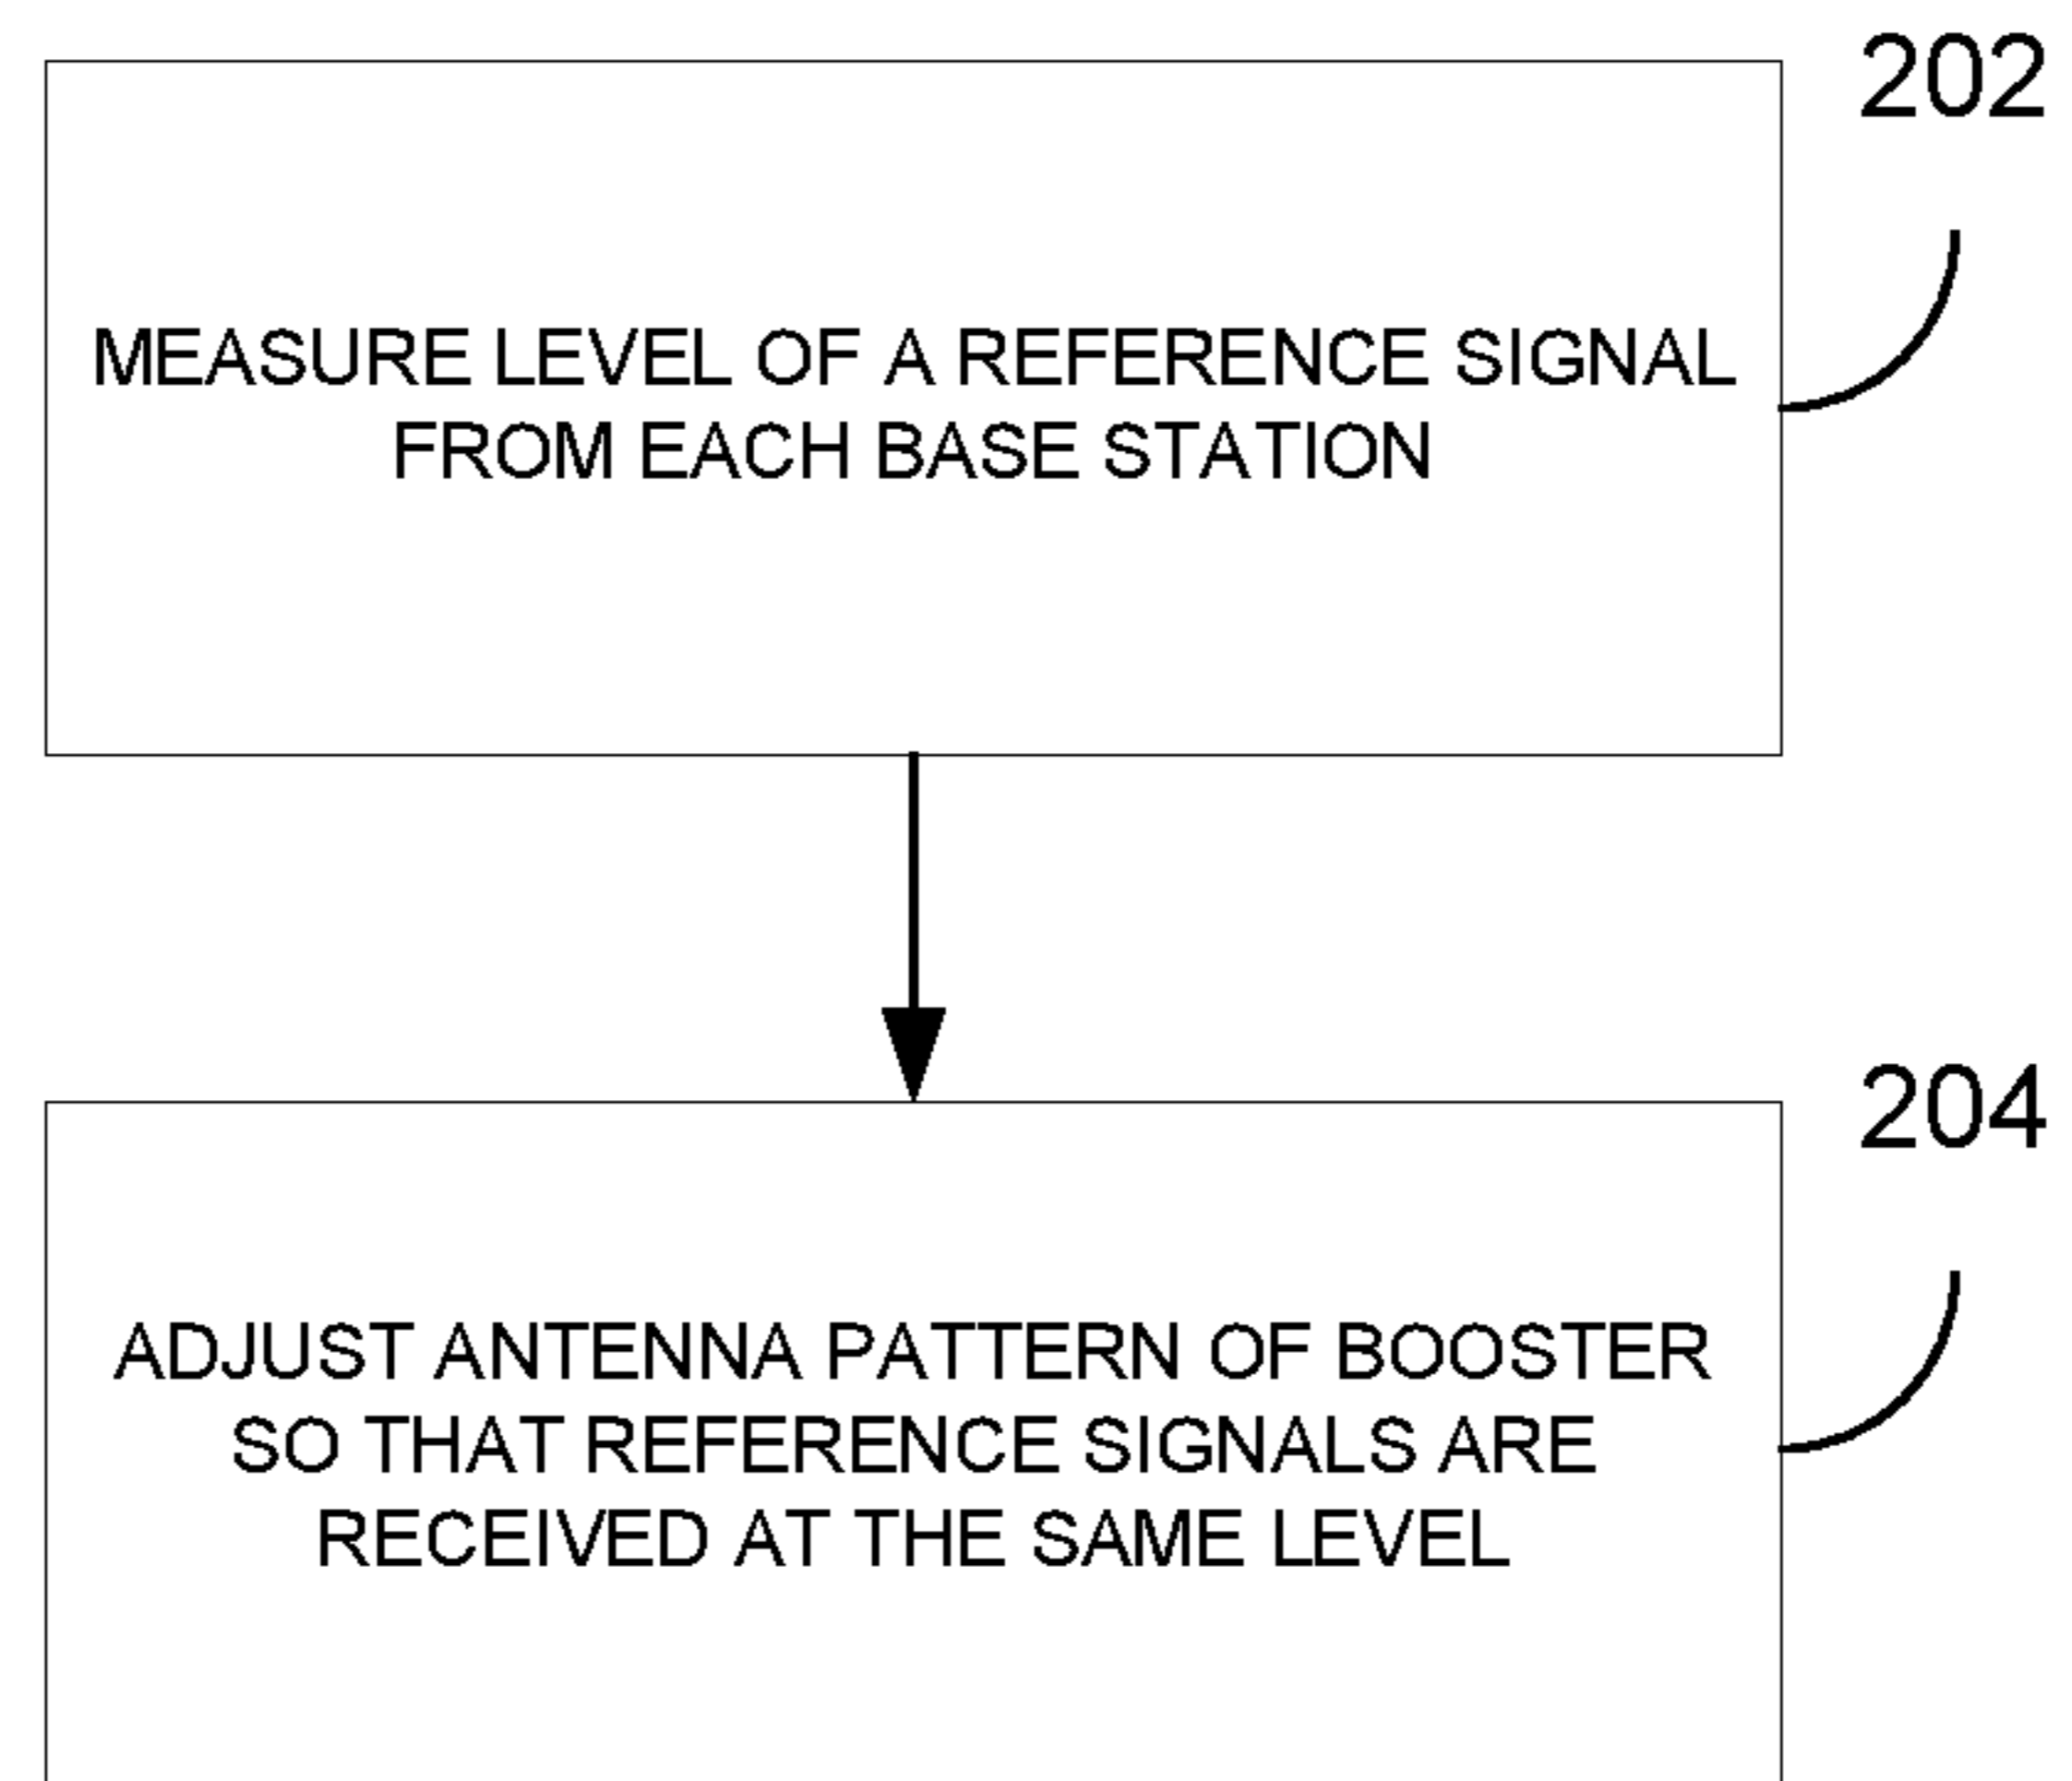 202
MEASURE LEVEL OF A REFERENCE SIGNAL
FROM EACH BASE STATION
204
ADJUST ANTENNA PATTERN OF BOOSTER
SO THAT REFERENCE SIGNALS ARE
RECEIVED AT THE SAME LEVEL